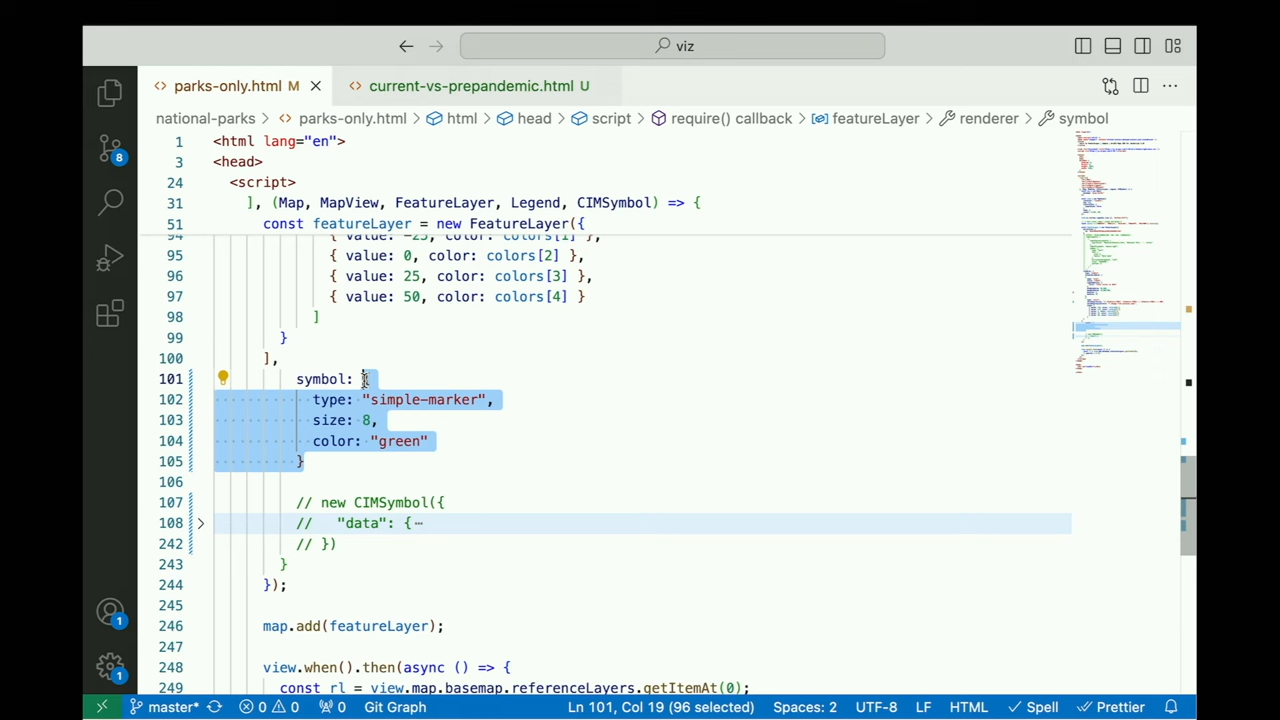 viz
parks-only.html M
current-vs-prepandemic.html U
national-parks > parks-only.html > html > head > script > require() callback > featureLayer > renderer > symbol
1 <html lang="en">
3 <head>
24 <script>
31 ], (Map, MapView, FeatureLayer, Legend, CIMSymbol) => {
51 const featureLayer = new FeatureLayer({
95 { value: 0, color: colors[2] },
96 { value: 25, color: colors[3] },
97 { value: 50, color: colors[4] }
98 ]
99 }
100 ],
101 symbol: {
102 type: "simple-marker",
103 size: 8,
104 color: "green"
105 }
106
107 // new CIMSymbol({
108 // "data": {⋯
242 // })
243 }
244 });
245
246 map.add(featureLayer);
247
248 view.when().then(async () => {
249 const rl = view.map.basemap.referenceLayers.getItemAt(0);
8
1
1
master* 0 0 0 Git Graph Ln 101, Col 19 (96 selected) Spaces: 2 UTF-8 LF HTML Spell Prettier